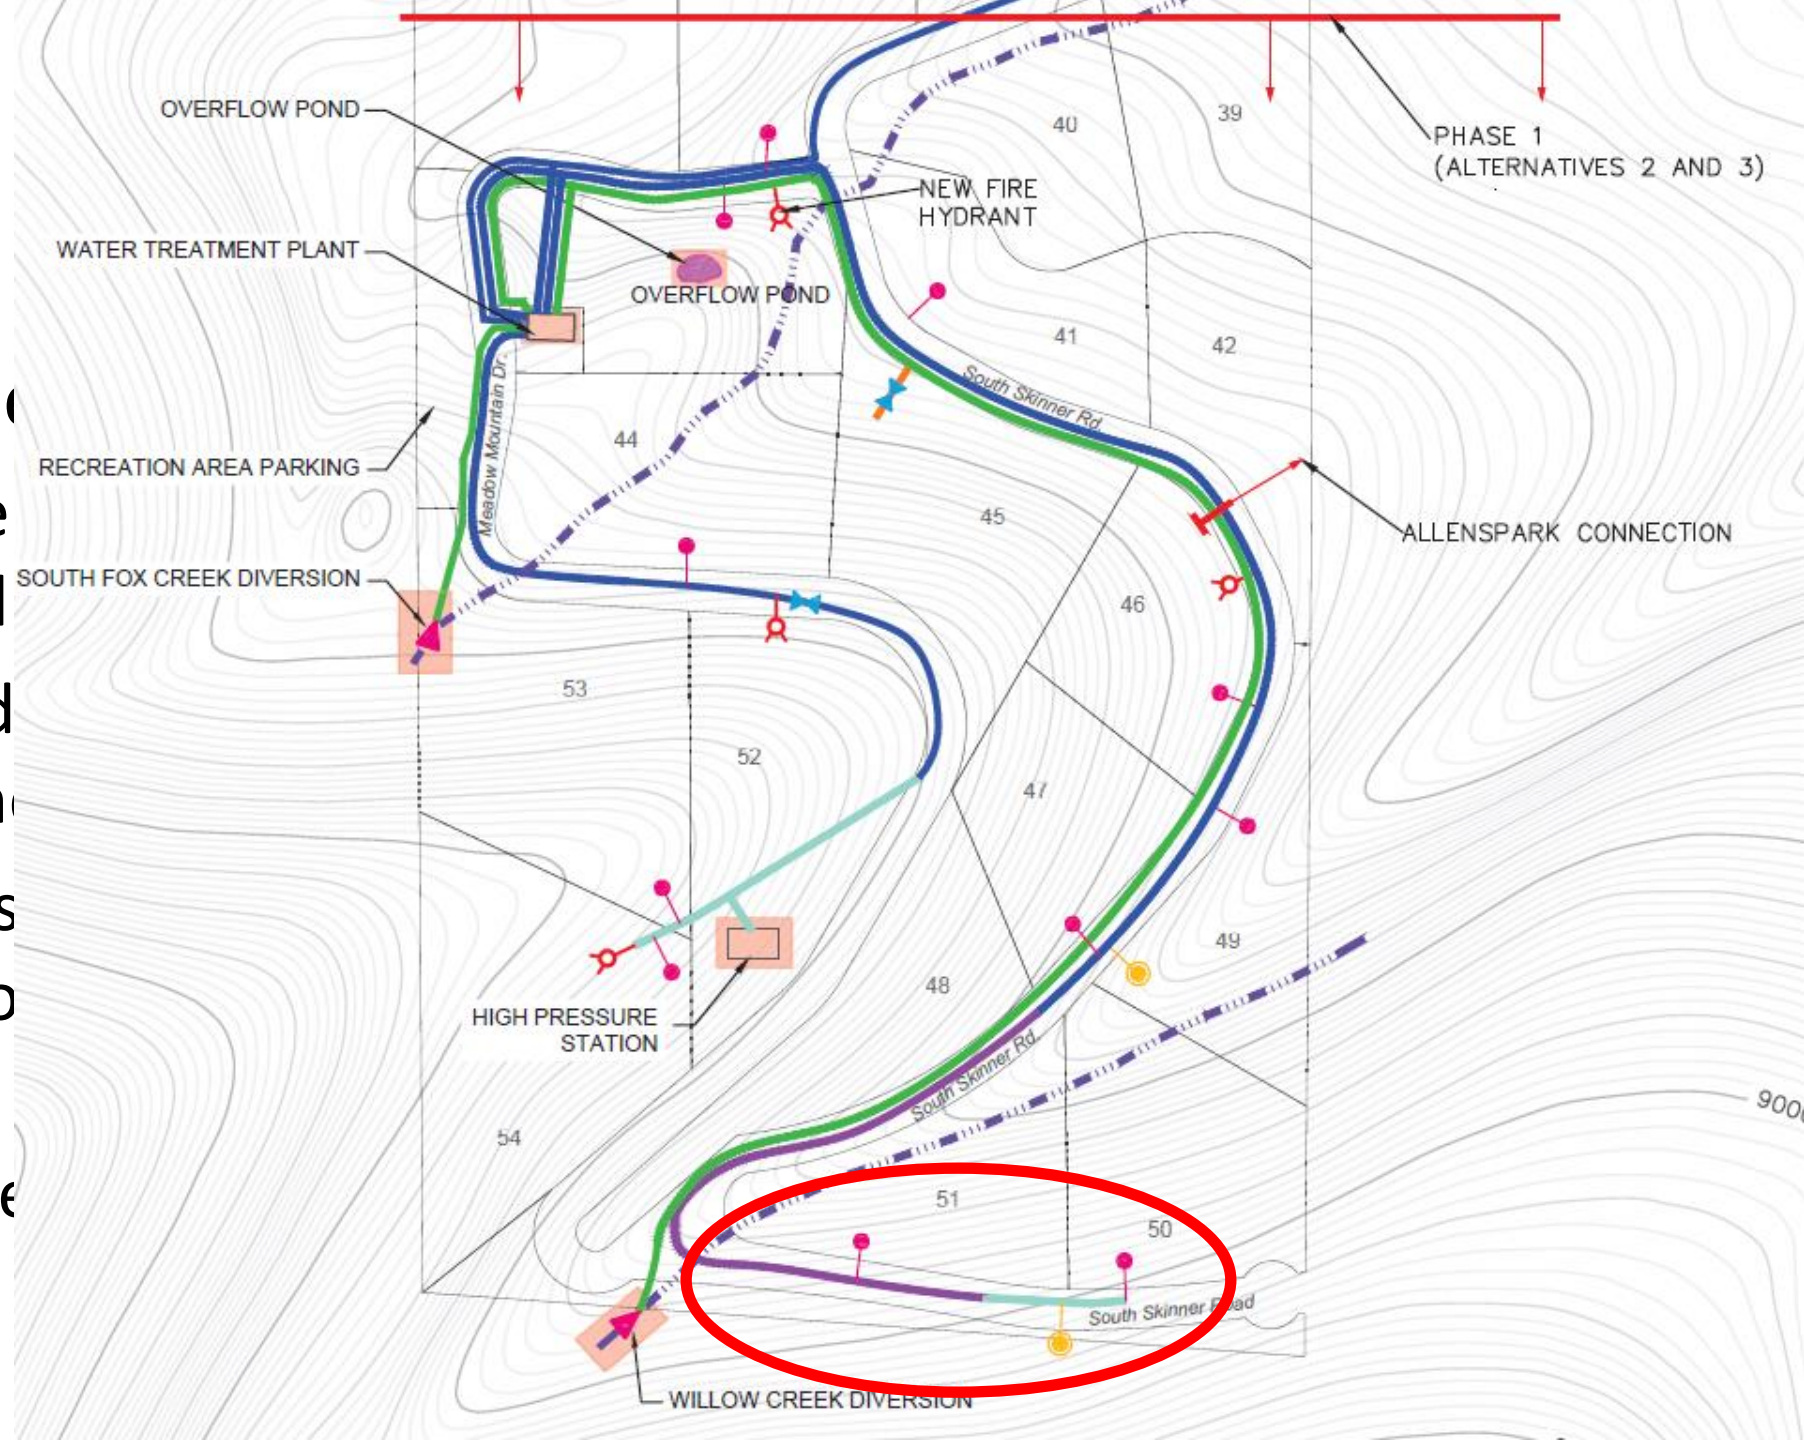 39
40
OVERFLOW POND
PHASE 1
(ALTERNATIVES 2 AND 3)
NEW FIRE
HYDRANT
WATER TREATMENT PLANT
OVERFLOW POND
41
42
South Skinner Rd.
Meadow Mountain Dr.
44
RECREATION AREA PARKING
45
ALLENSPARK CONNECTION
SOUTH FOX CREEK DIVERSION
46
53
52
47
49
48
HIGH PRESSURE
STATION
South Skinner Rd.
9000
54
51
50
South Skinner Road
WILLOW CREEK DIVERSION